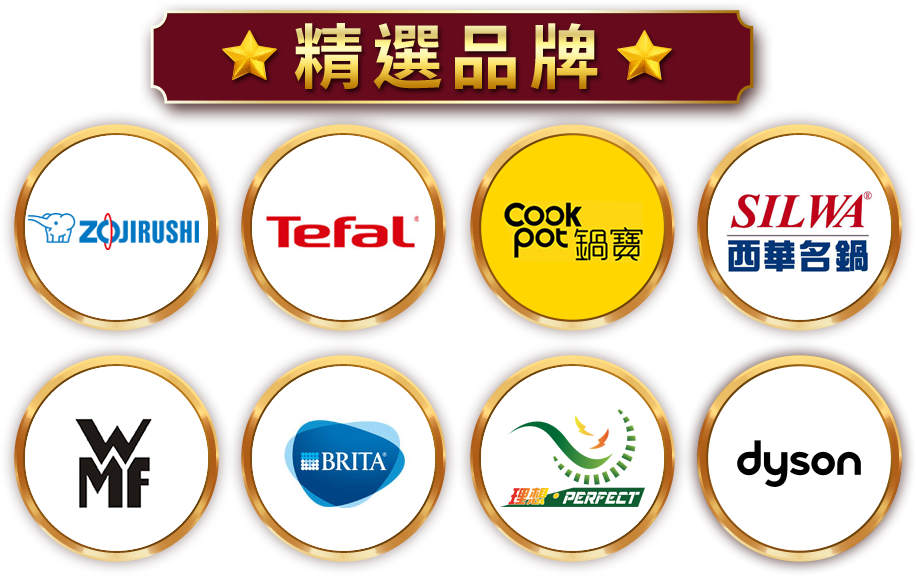 精選品牌
ZOJIRUSHI
Tefal®
Cook
pot 鍋寶
SILWA®
西華名鍋
WMF
BRITA®
理想·PERFECT
dyson